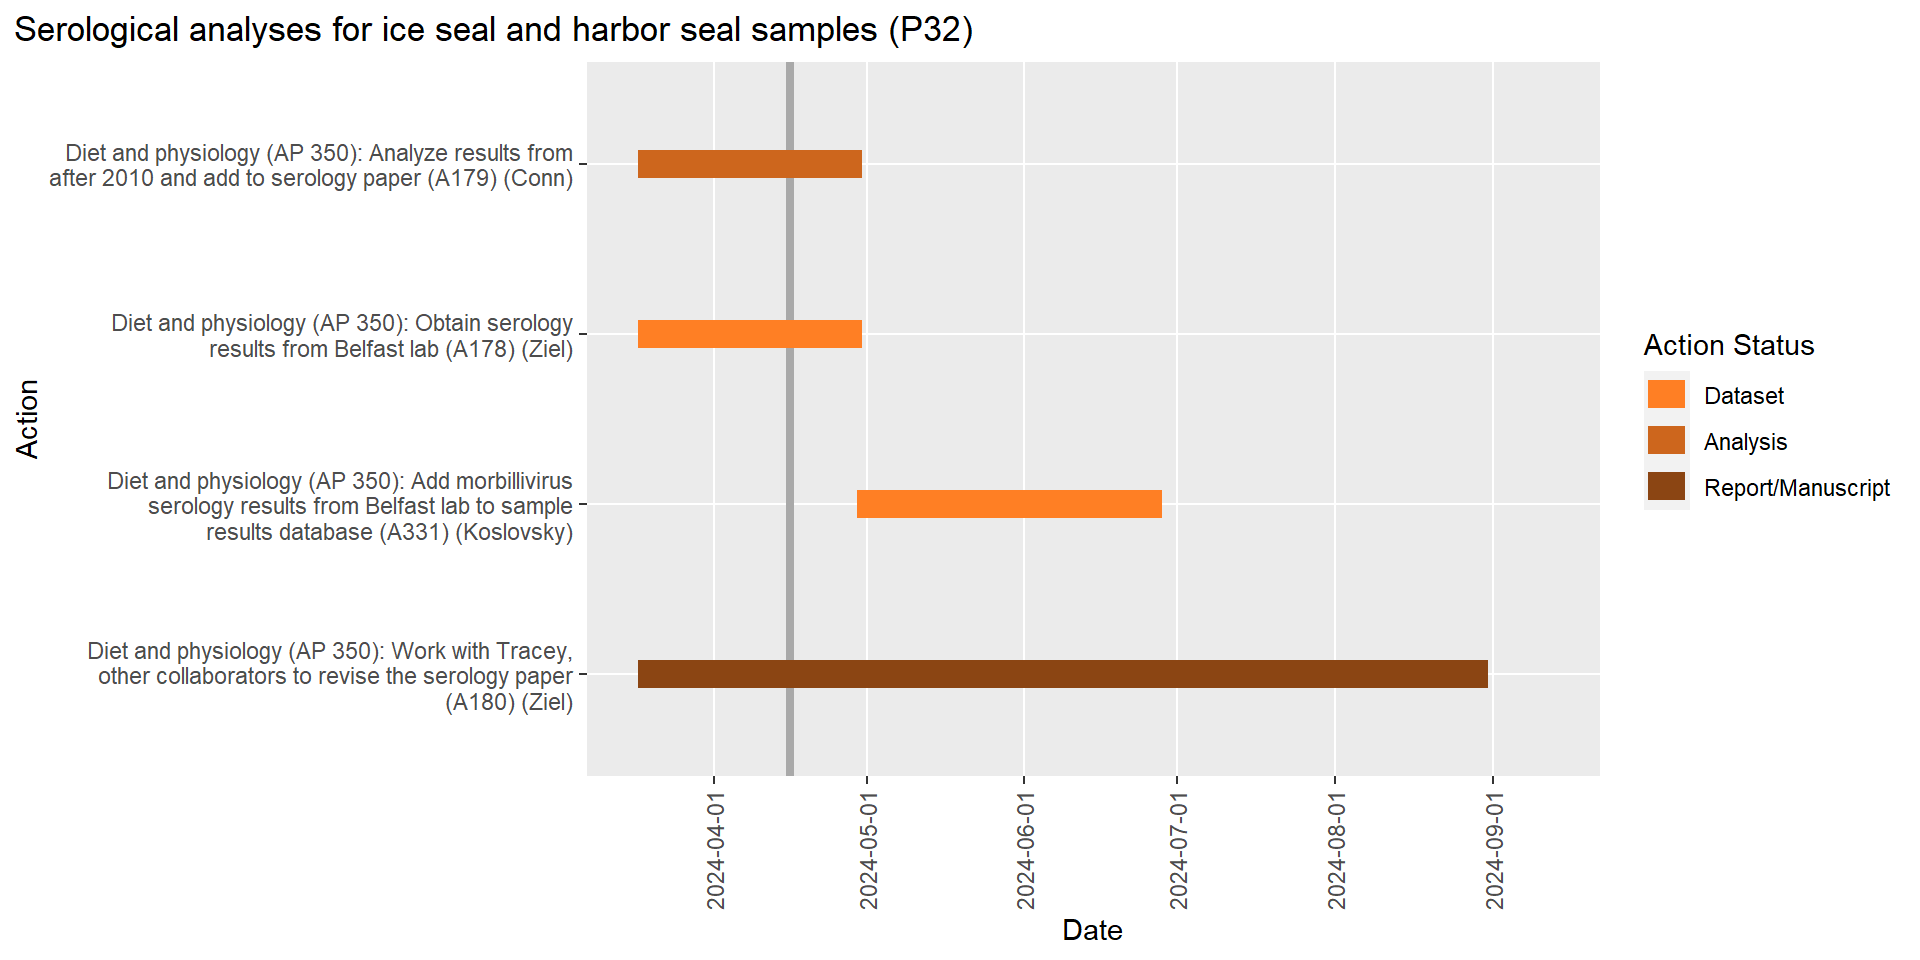 Serological analyses for ice seal and harbor seal samples (P32)
Diet and physiology (AP 350): Analyze results from
after 2010 and add to serology paper (A179) (Conn)
Diet and physiology (AP 350): Obtain serology
results from Belfast lab (A178) (Ziel)
Diet and physiology (AP 350): Add morbillivirus
serology results from Belfast lab to sample
results database (A331) (Koslovsky)
Diet and physiology (AP 350): Work with Tracey,
other collaborators to revise the serology paper
(A180) (Ziel)
Action
2024-04-01
2024-05-01
2024-06-01
2024-07-01
2024-08-01
2024-09-01
Date
Action Status
Dataset
Analysis
Report/Manuscript